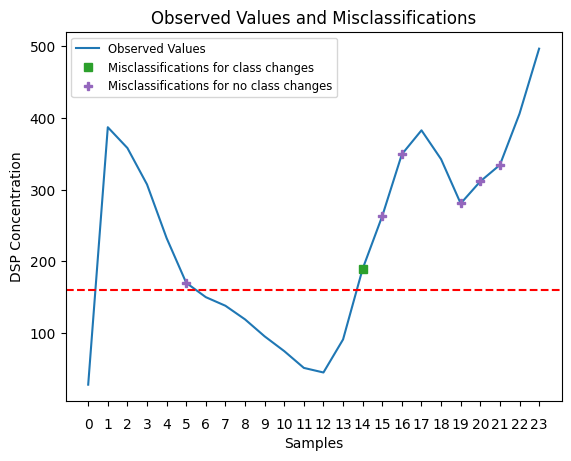 Observed Values and Misclassifications
Observed Values
Misclassifications for class changes
Misclassifications for no class changes
DSP Concentration
500
400
300
200
100
0 1 2 3 4 5 6 7 8 9 10 11 12 13 14 15 16 17 18 19 20 21 22 23
Samples